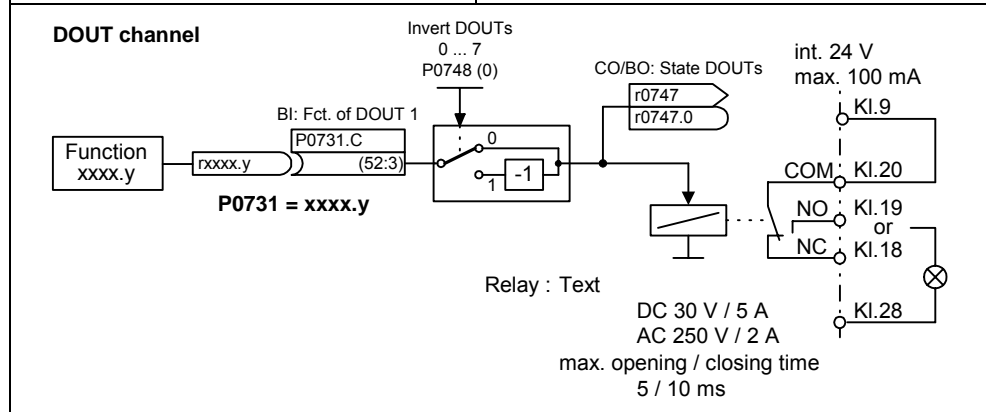 DOUT channel
Invert DOUTs
0 ... 7
P0748 (0)
CO/BO: State DOUTs
r0747
r0747.0
int. 24 V
max. 100 mA
Kl.9
BI: Fct. of DOUT 1
P0731.C
(52:3)
Function
xxxx.y
rxxxx.y
P0731 = xxxx.y
0
1
-1
COM
Kl.20
NO
Kl.19
or
NC
Kl.18
Kl.28
Relay : Text
DC 30 V / 5 A
AC 250 V / 2 A
max. opening / closing time
5 / 10 ms